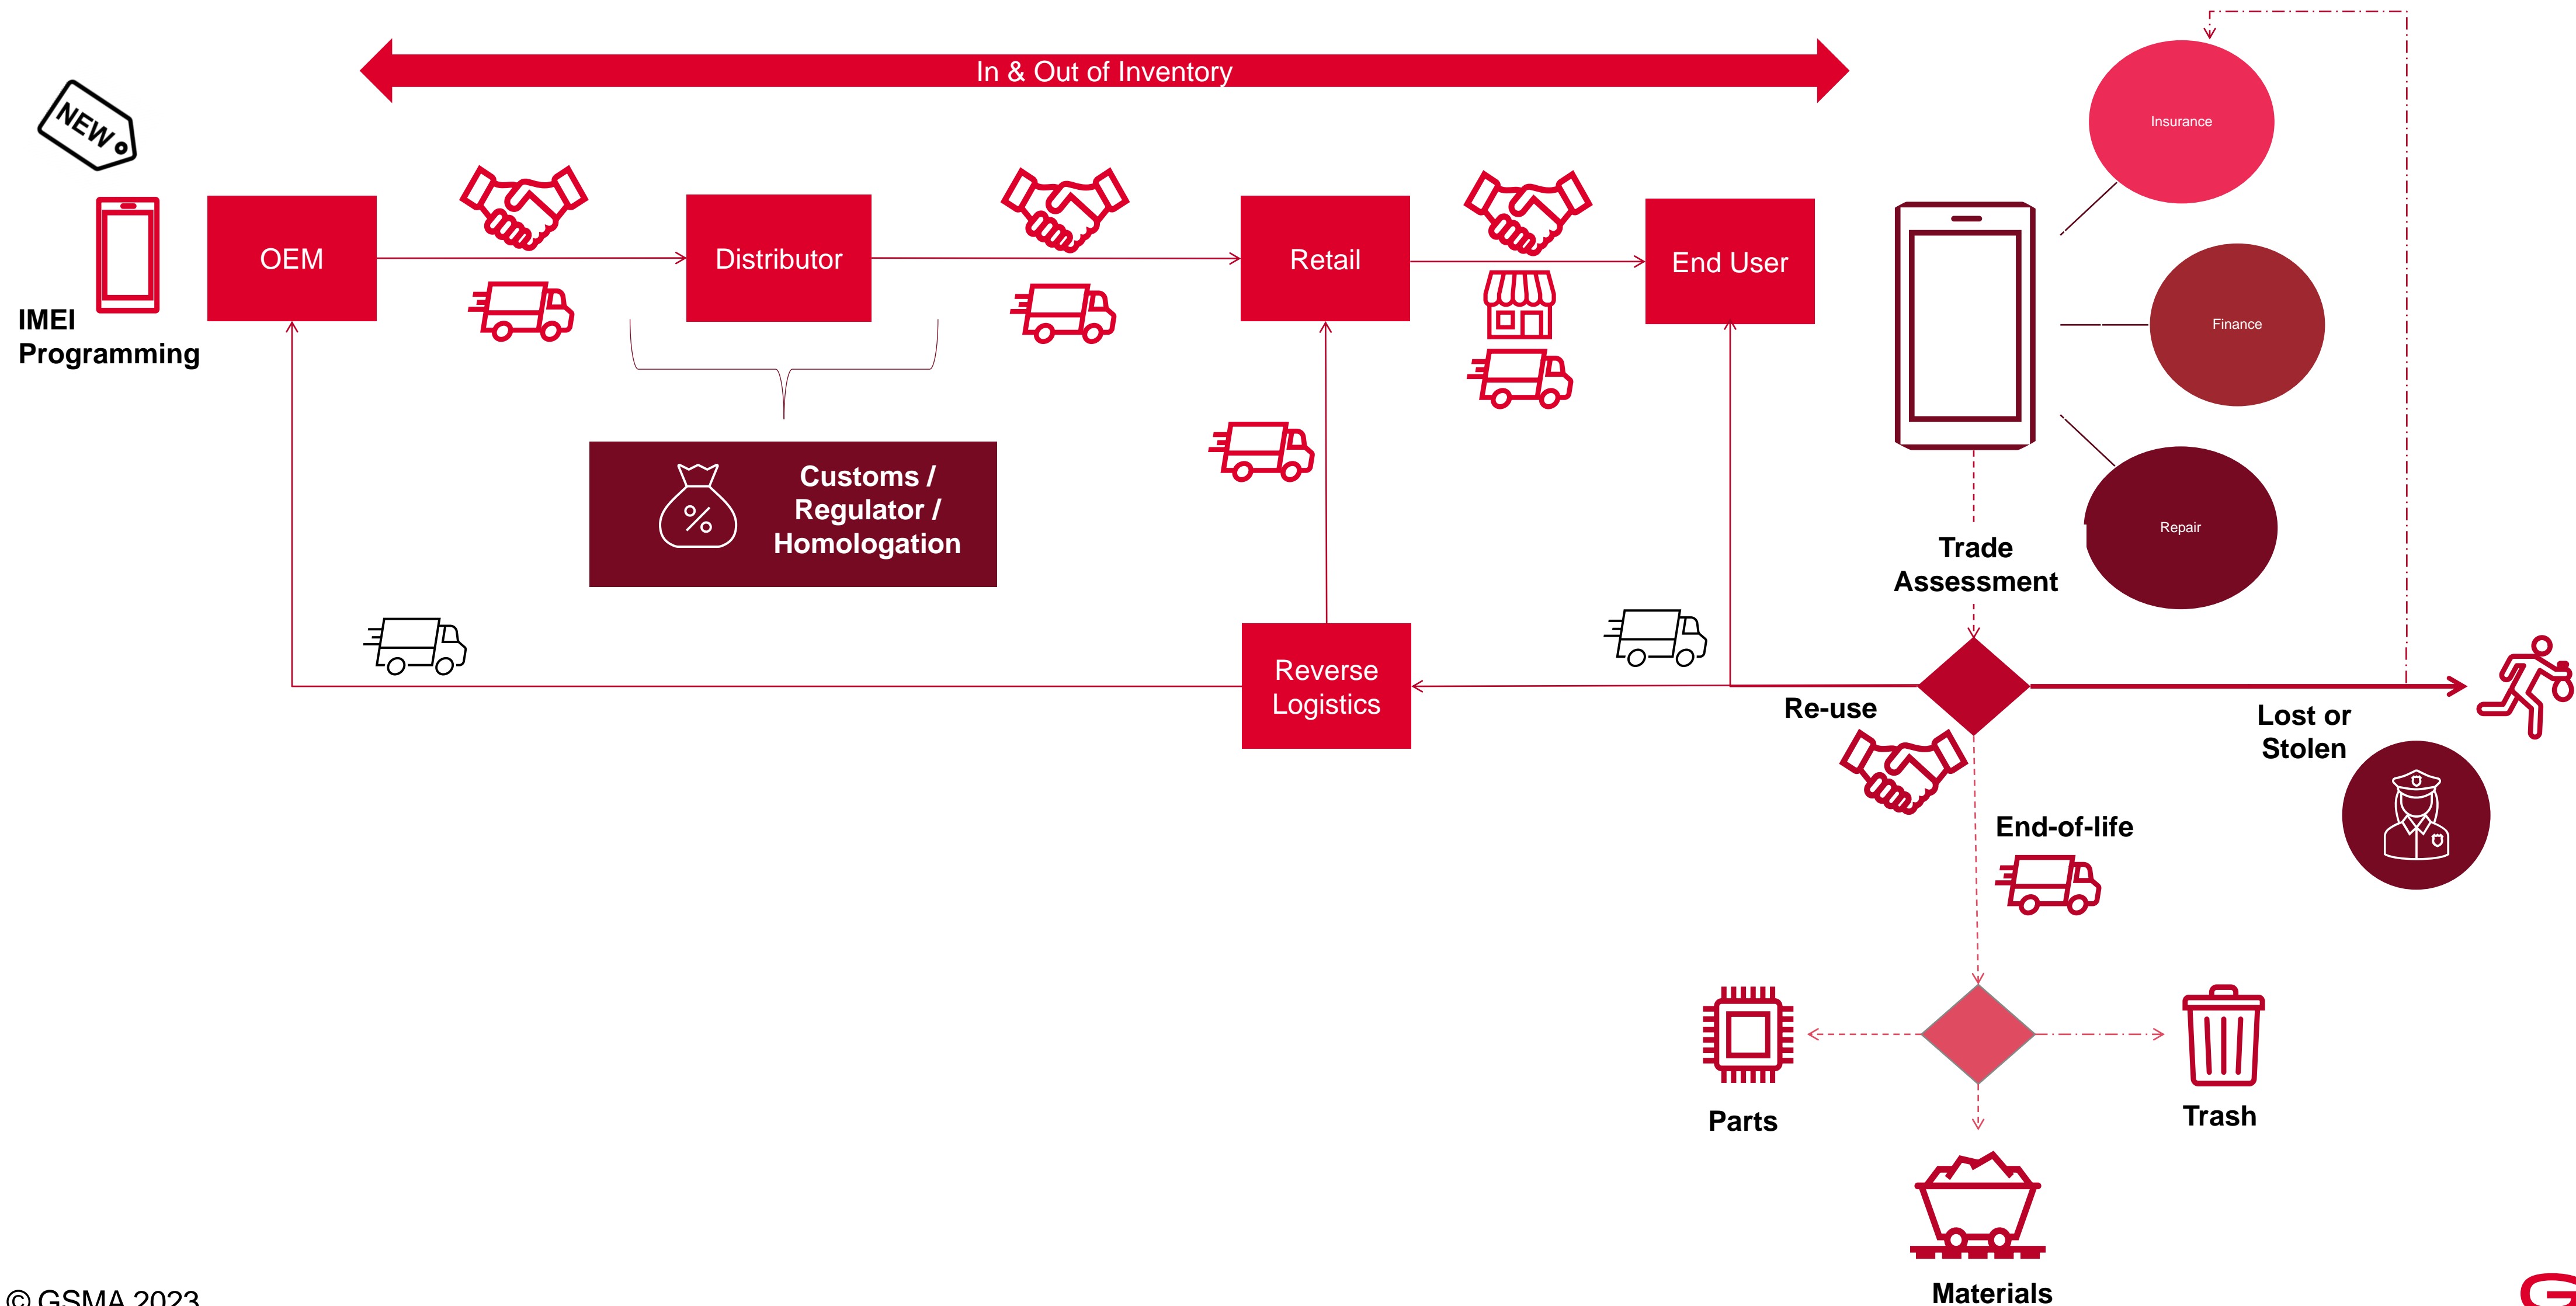 In & Out of Inventory
Insurance
NEW
OEM
Distributor
Retail
End User
Finance
IMEI
Programming
Customs /
Regulator /
Homologation
Repair
Trade
Assessment
Reverse
Logistics
Re-use
Lost or
Stolen
End-of-life
Parts
Trash
Materials
© GSMA 2023